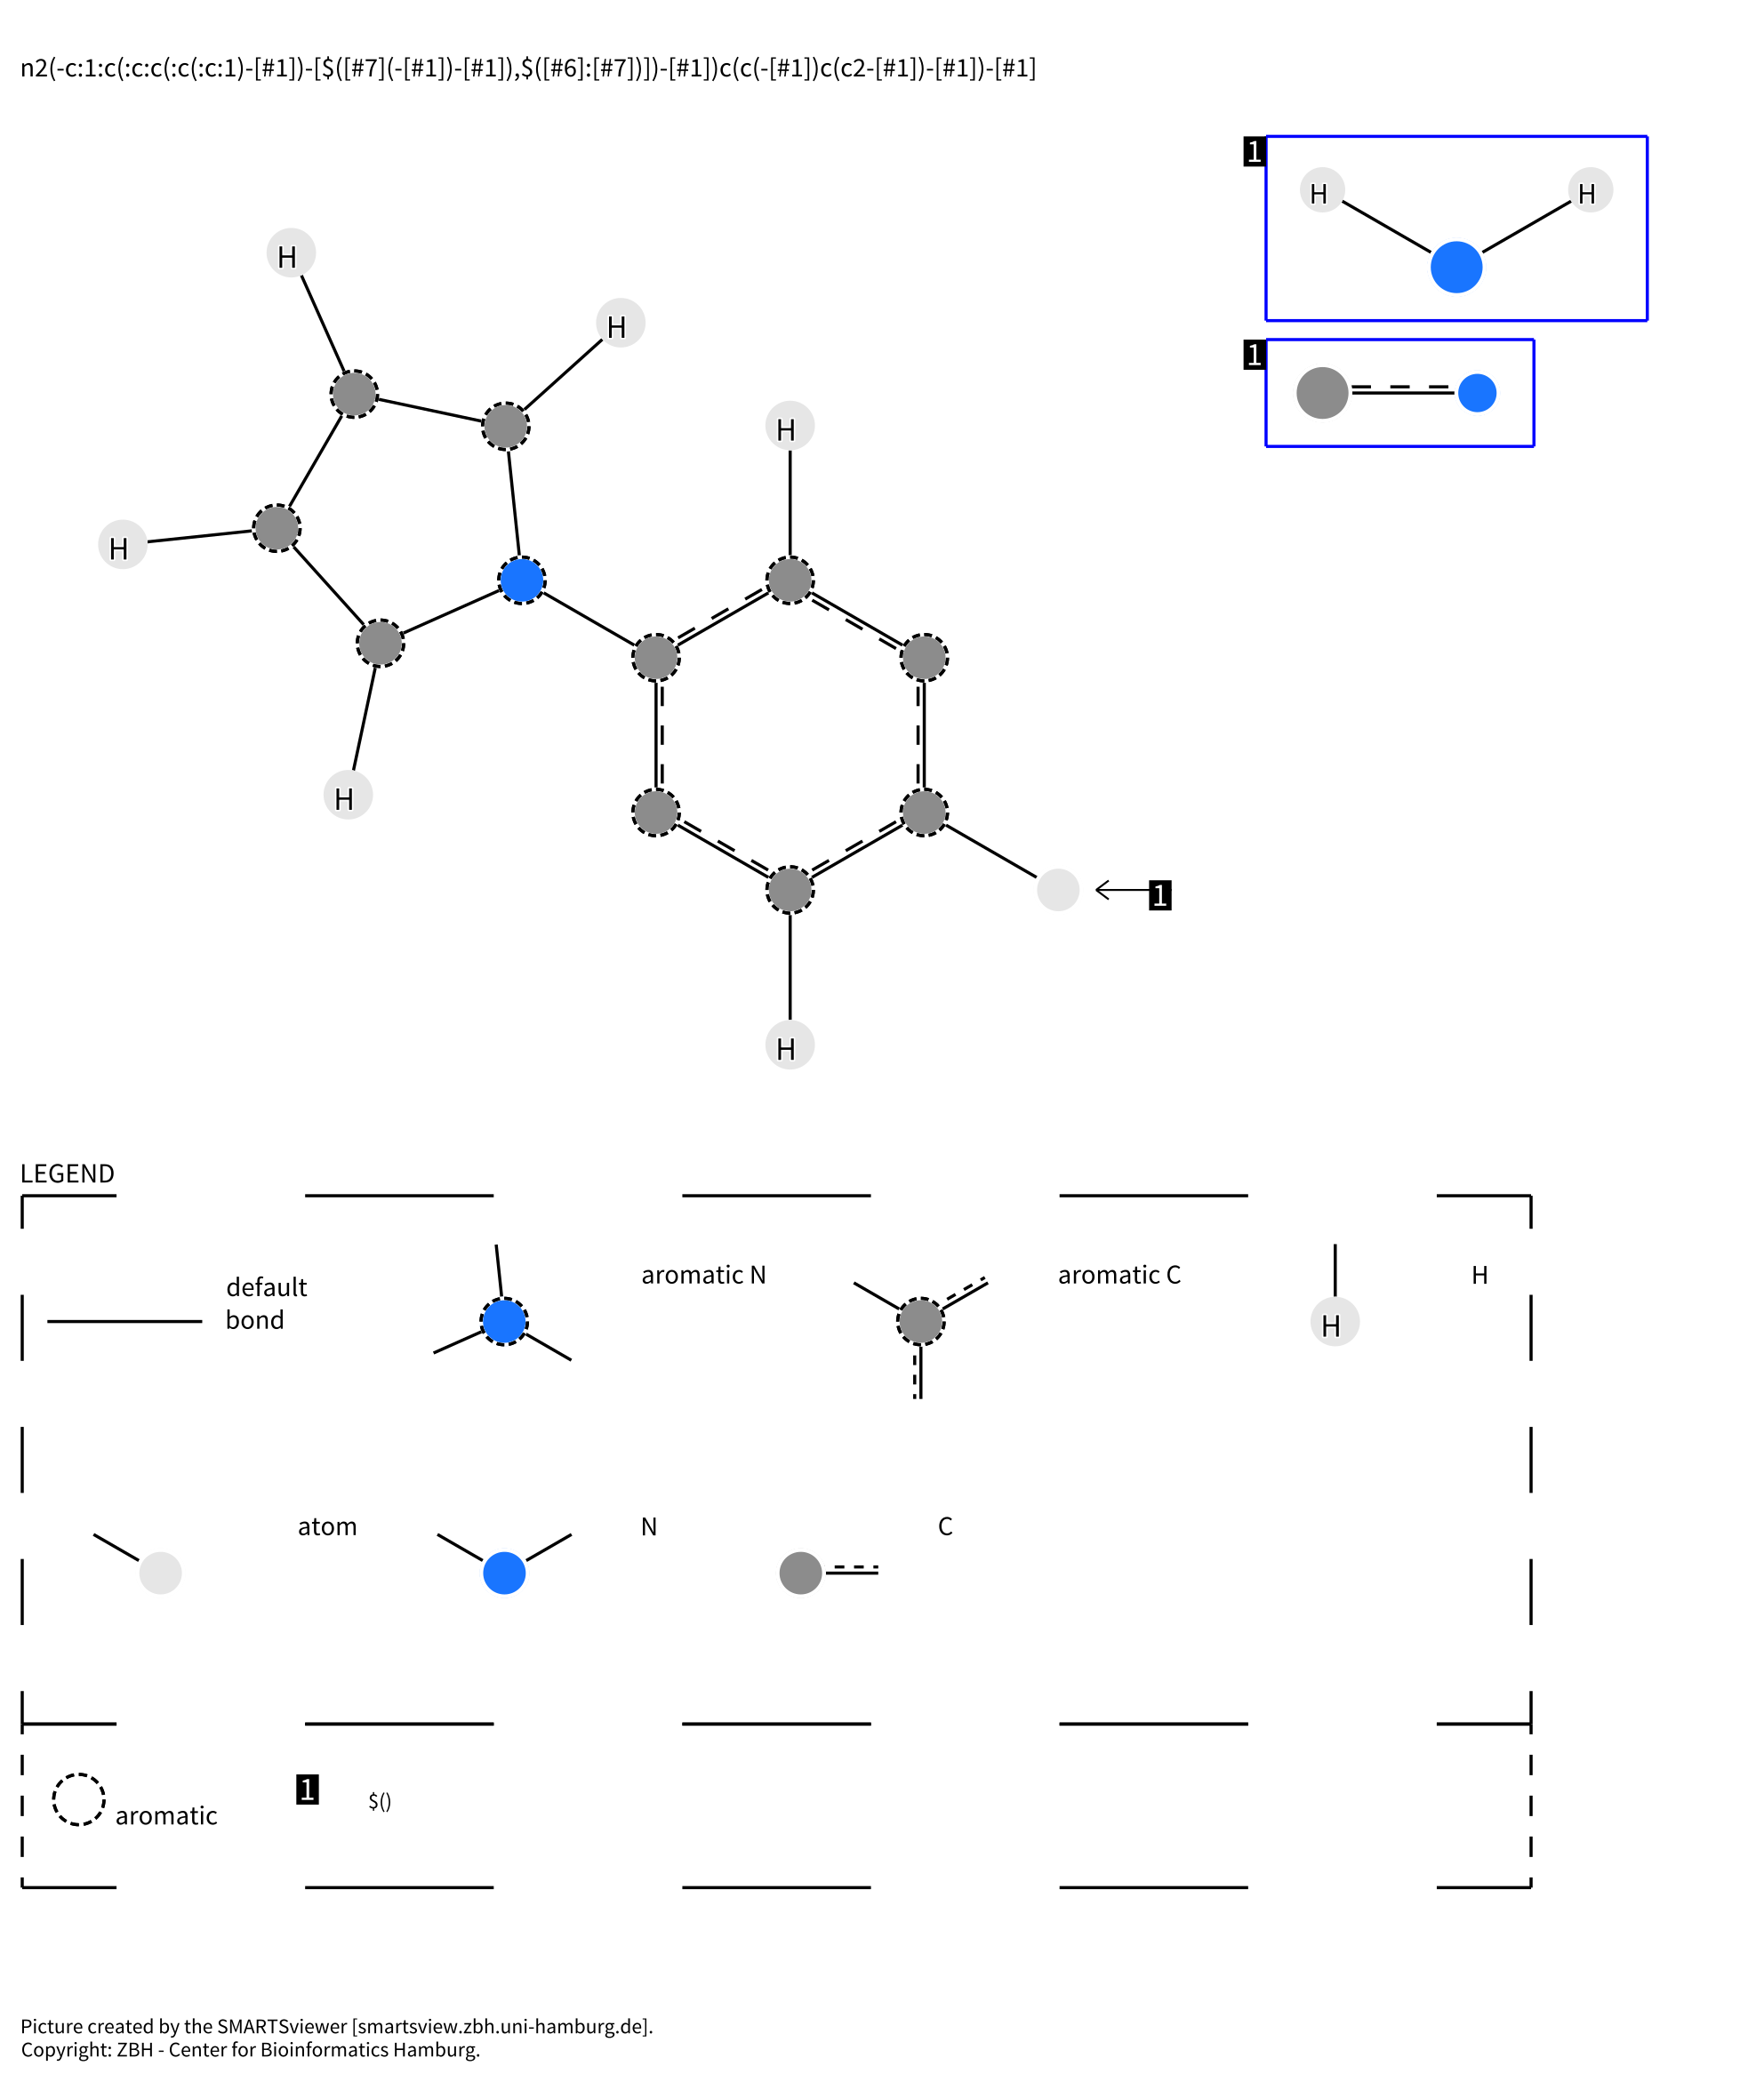 n2(-c:1:c(:c:c(:c(:c:1)-[#1])-[$([#7](-[#1])-[#1]),$([#6]:[#7])])-[#1])c(c(-[#1])c(c2-[#1])-[#1])-[#1]
1
H
H
H
H
1
H
H
H
1
H
H
LEGEND
default
bond
aromatic N
aromatic C
H
H
atom
N
C
aromatic
1
$()
Picture created by the SMARTSviewer [smartsview.zbh.uni-hamburg.de].
Copyright: ZBH - Center for Bioinformatics Hamburg.